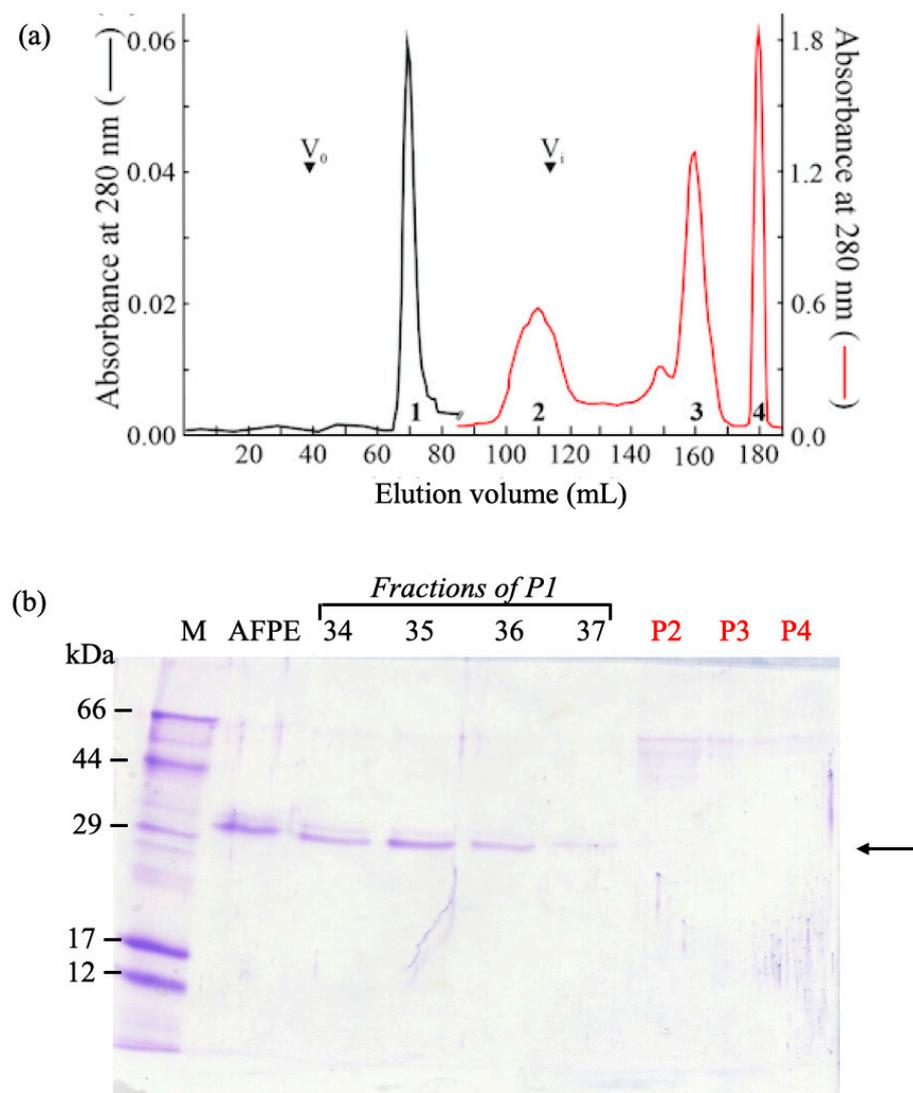 (a)
Absorbance at 280 nm (—)
0.06
0.04
0.02
0.00
V₀
Vᵢ
1
2
3
4
1.8
1.2
0.6
0.0
Absorbance at 280 nm (—)
20 40 60 80 100 120 140 160 180
Elution volume (mL)
(b)
Fractions of P1
M AFPE 34 35 36 37 P2 P3 P4
kDa
66
44
29
17
12